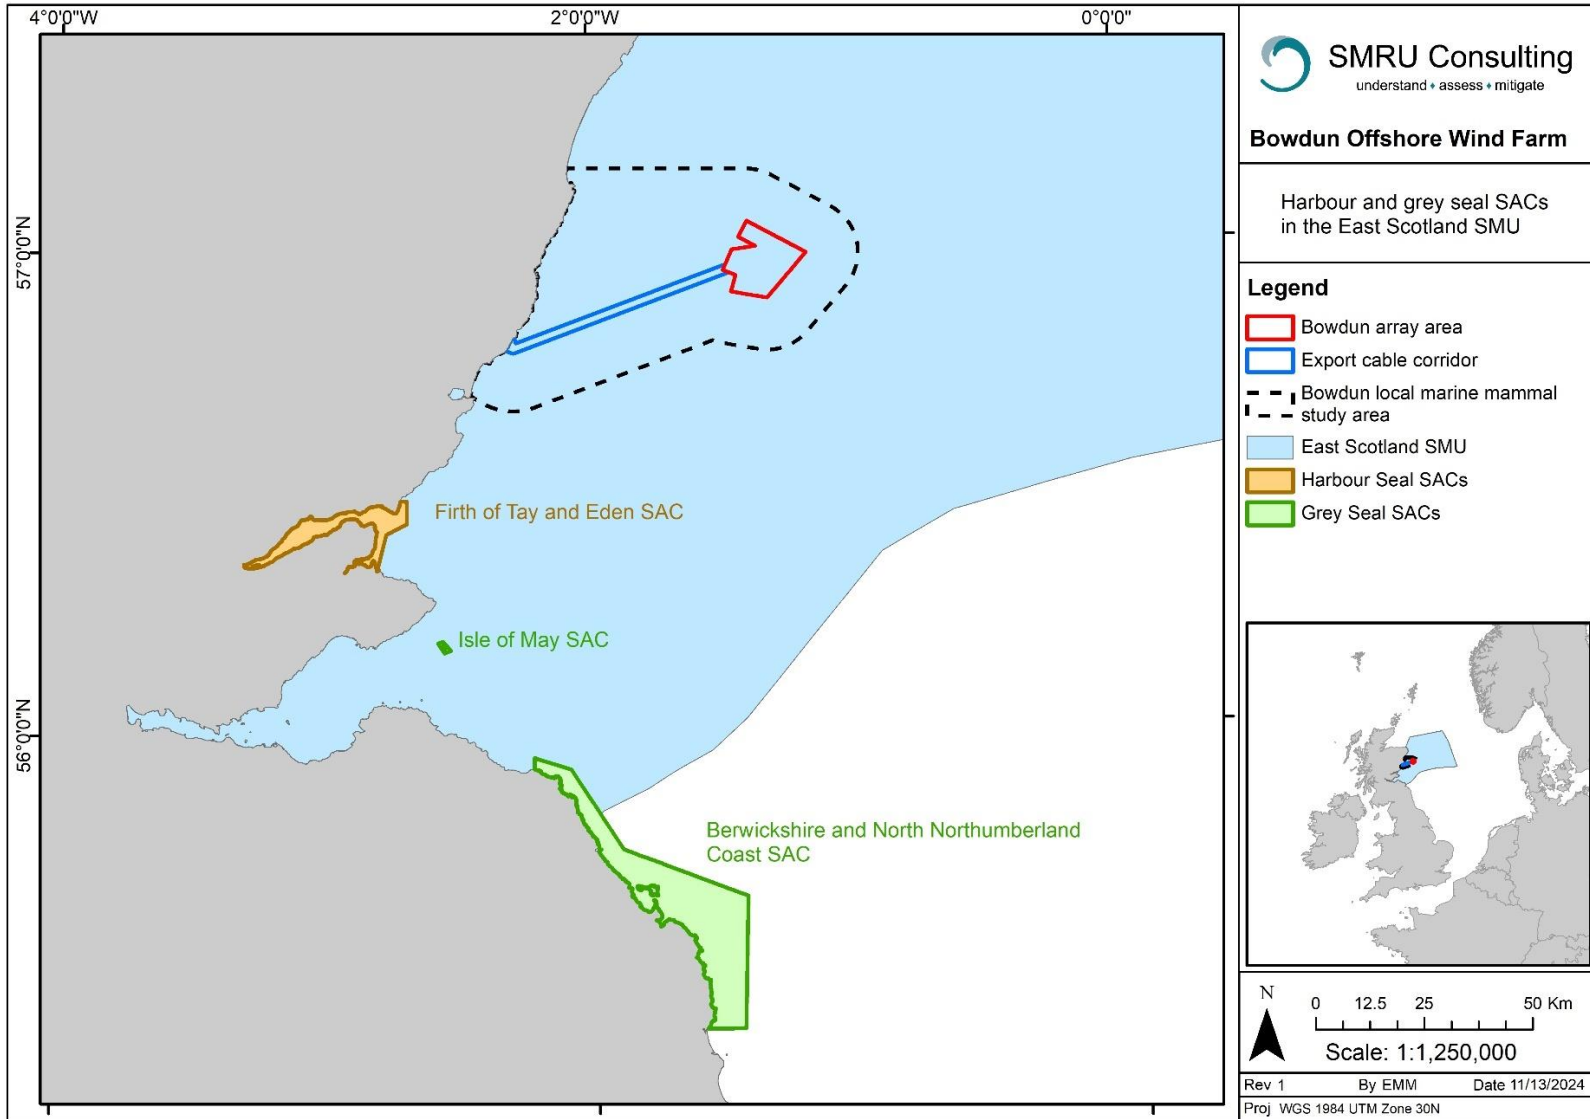 4°0'0"W
2°0'0"W
0°0'0"
57°0'0"N
56°0'0"N
Firth of Tay and Eden SAC
Isle of May SAC
Berwickshire and North Northumberland
Coast SAC
SMRU Consulting
understand ♦ assess ♦ mitigate
Bowdun Offshore Wind Farm
Harbour and grey seal SACs
in the East Scotland SMU
Legend
Bowdun array area
Export cable corridor
Bowdun local marine mammal
study area
East Scotland SMU
Harbour Seal SACs
Grey Seal SACs
N
0 12.5 25 50 Km
Scale: 1:1,250,000
Rev 1 By EMM Date 11/13/2024
Proj WGS 1984 UTM Zone 30N